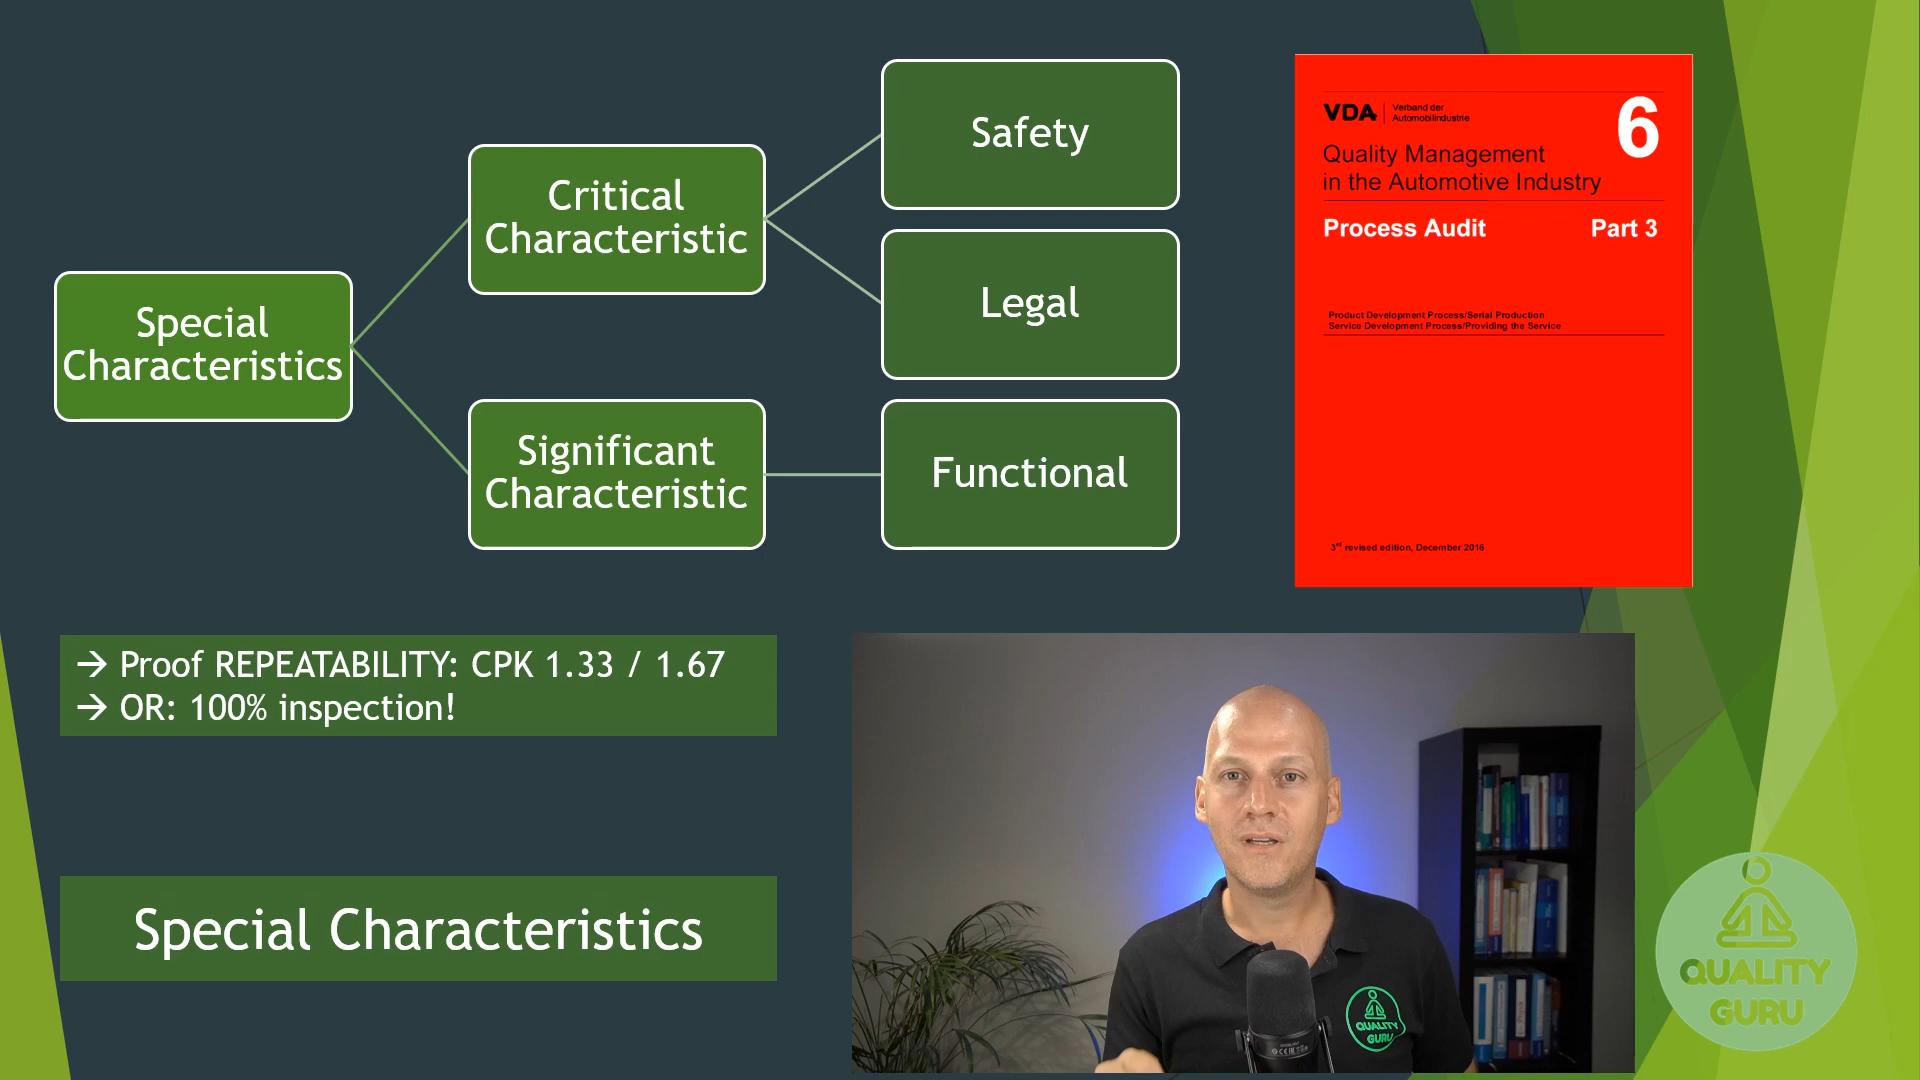 Special
Characteristics
Critical
Characteristic
Significant
Characteristic
Safety
Legal
Functional
VDA
Verband der
Automobilindustrie
6
Quality Management
in the Automotive Industry
Process Audit Part 3
Product Development Process/Serial Production
Service Development Process/Providing the Service
3rd revised edition, December 2016
→ Proof REPEATABILITY: CPK 1.33 / 1.67
→ OR: 100% inspection!
Special Characteristics
QUALITY
GURU
QUALITY
GURU